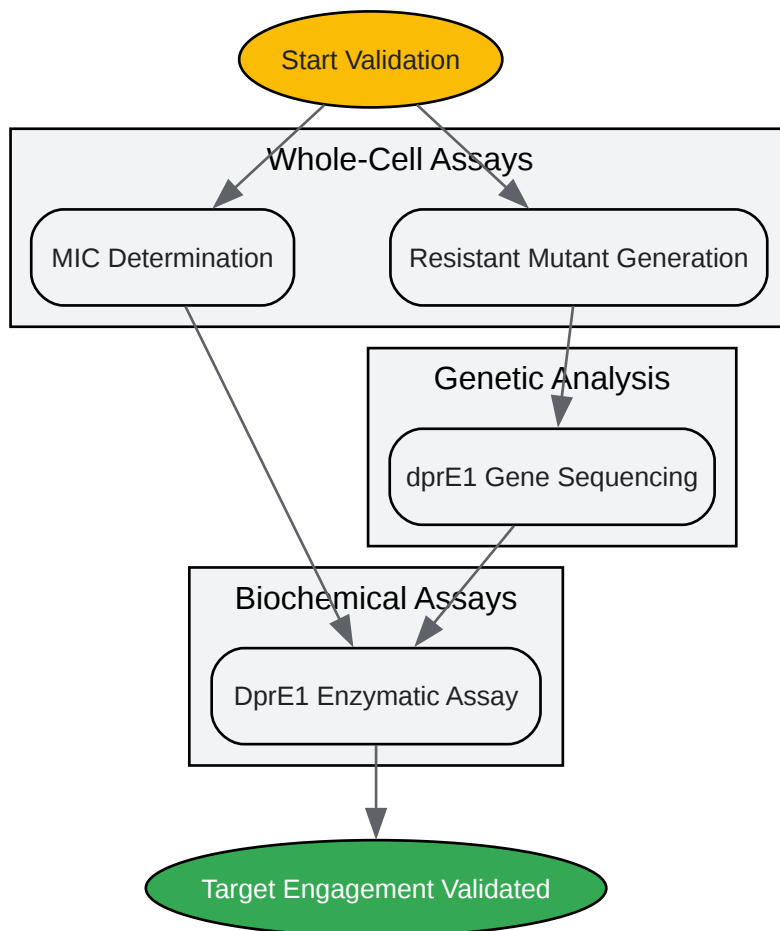 Start Validation
Whole-Cell Assays
MIC Determination
Resistant Mutant Generation
Genetic Analysis
dprE1 Gene Sequencing
Biochemical Assays
DprE1 Enzymatic Assay
Target Engagement Validated